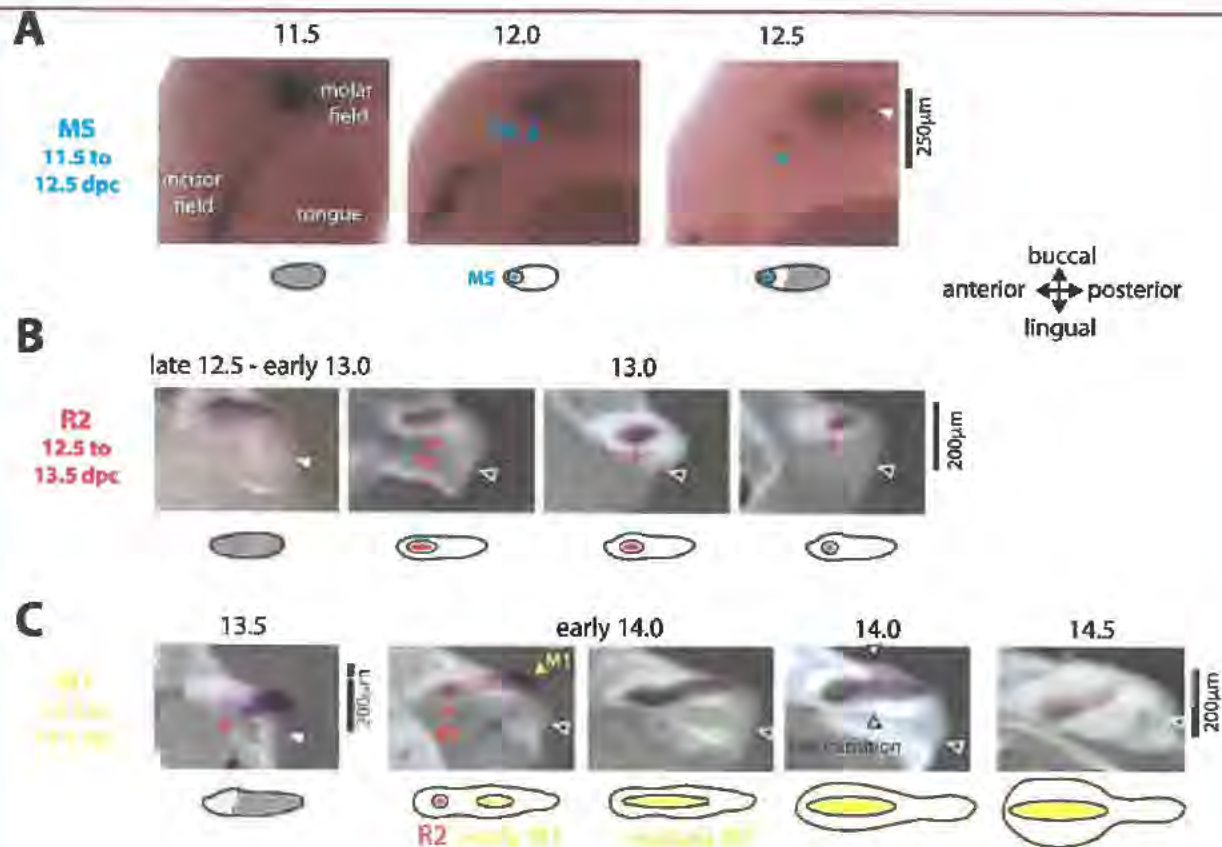 A
11.5 12.0 12.5
MS
11.5 to
12.5 dpc
molar
field
incisor
field
tongue
250µm
MS
buccal
anterior posterior
lingual
B
late 12.5 - early 13.0 13.0
R2
12.5 to
13.5 dpc
200µm
C
13.5 early 14.0 14.0 14.5
M1
200µm
200µm
R2